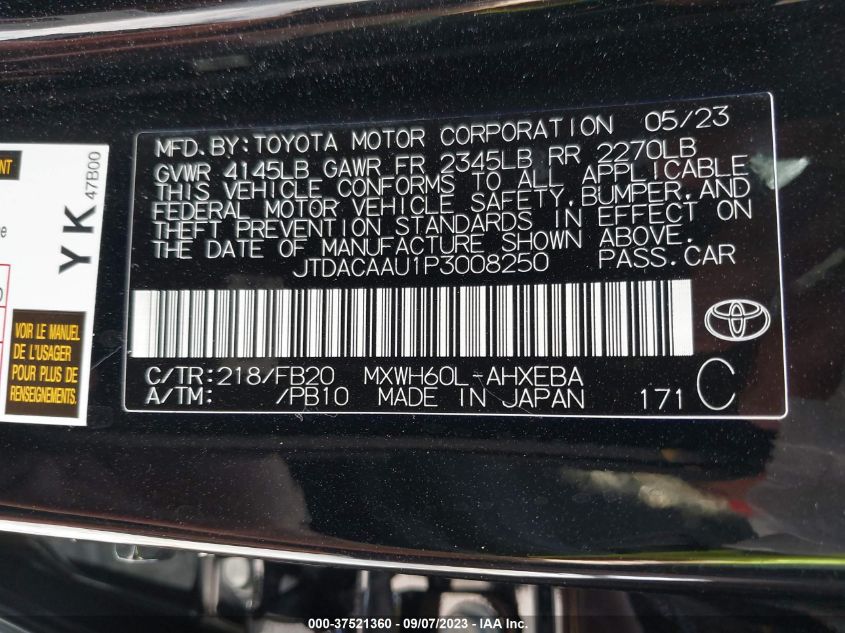 MFD. BY: TOYOTA MOTOR CORPORATION 05/23
GVWR 4145LB GAWR FR 2345LB RR 2270LB
THIS VEHICLE CONFORMS TO ALL APPLICABLE
FEDERAL MOTOR VEHICLE SAFETY, BUMPER, AND
THEFT PREVENTION STANDARDS IN EFFECT ON
THE DATE OF MANUFACTURE SHOWN ABOVE.
JTDACAAU1P3008250 PASS. CAR
C/TR: 218/FB20 MXWH60L-AHXEBA
A/TM: /PB10 MADE IN JAPAN 171 C
YK 47B00
VOIR LE MANUEL
DE L'USAGER
POUR PLUS DE
RENSEIGNEMENTS.
000-37521360 - 09/07/2023 - IAA Inc.